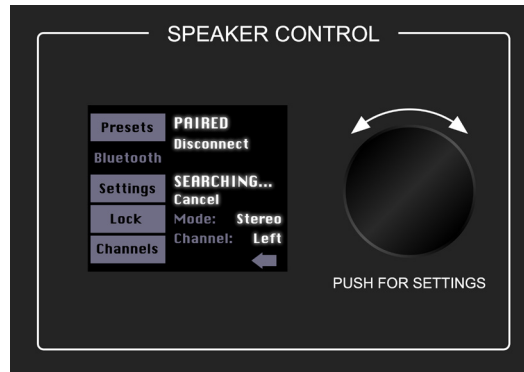 SPEAKER CONTROL
Presets
Bluetooth
Settings
Lock
Channels
PAIRED
Disconnect
SEARCHING...
Cancel
Mode: Stereo
Channel: Left
PUSH FOR SETTINGS